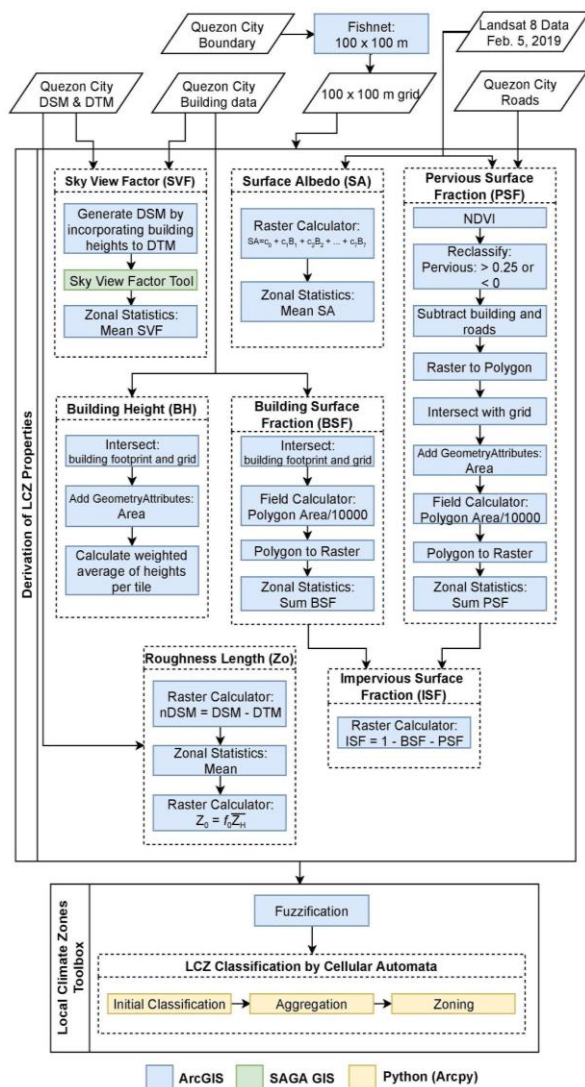 Quezon City
Boundary
Fishnet:
100 x 100 m
Landsat 8 Data
Feb. 5, 2019
Quezon City
DSM & DTM
Quezon City
Building data
100 x 100 m grid
Quezon City
Roads
Derivation of LCZ Properties
Sky View Factor (SVF)
Generate DSM by
incorporating building
heights to DTM
Sky View Factor Tool
Zonal Statistics:
Mean SVF
Surface Albedo (SA)
Raster Calculator:
SA=c₀ + c₁B₁ + c₂B₂ + ... + c₇B₇
Zonal Statistics:
Mean SA
Pervious Surface
Fraction (PSF)
NDVI
Reclassify:
Pervious: > 0.25 or
< 0
Subtract building and
roads
Raster to Polygon
Intersect with grid
Add GeometryAttributes:
Area
Field Calculator:
Polygon Area/10000
Polygon to Raster
Zonal Statistics:
Sum PSF
Building Height (BH)
Intersect:
building footprint and grid
Add GeometryAttributes:
Area
Calculate weighted
average of heights
per tile
Building Surface
Fraction (BSF)
Intersect:
building footprint and grid
Field Calculator:
Polygon Area/10000
Polygon to Raster
Zonal Statistics:
Sum BSF
Roughness Length (Zo)
Raster Calculator:
nDSM = DSM - DTM
Zonal Statistics:
Mean
Raster Calculator:
Z₀ = f₀Z̅_H
Impervious Surface
Fraction (ISF)
Raster Calculator:
ISF = 1 - BSF - PSF
Local Climate Zones
Toolbox
Fuzzification
LCZ Classification by Cellular Automata
Initial Classification
Aggregation
Zoning
ArcGIS
SAGA GIS
Python (Arcpy)